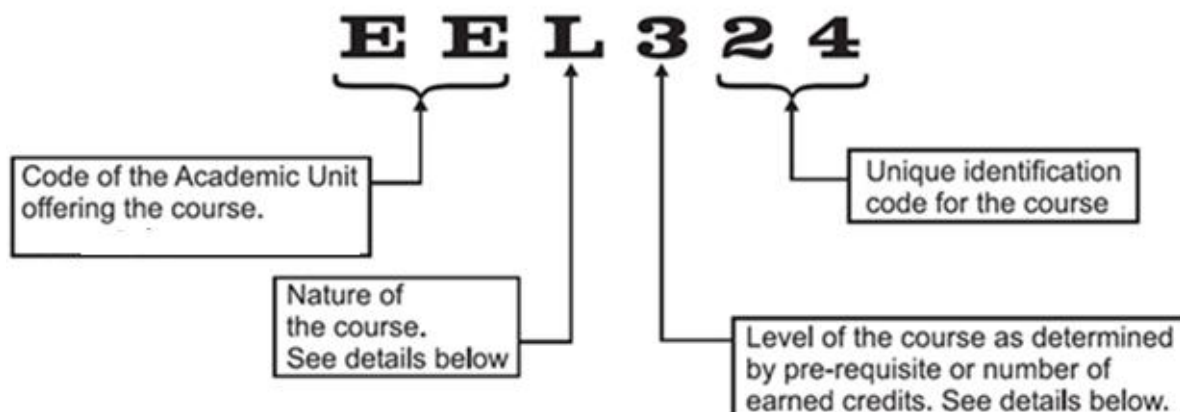 E E L 3 2 4
Code of the Academic Unit
offering the course.
Unique identification
code for the course
Nature of
the course.
See details below
Level of the course as determined
by pre-requisite or number of
earned credits. See details below.